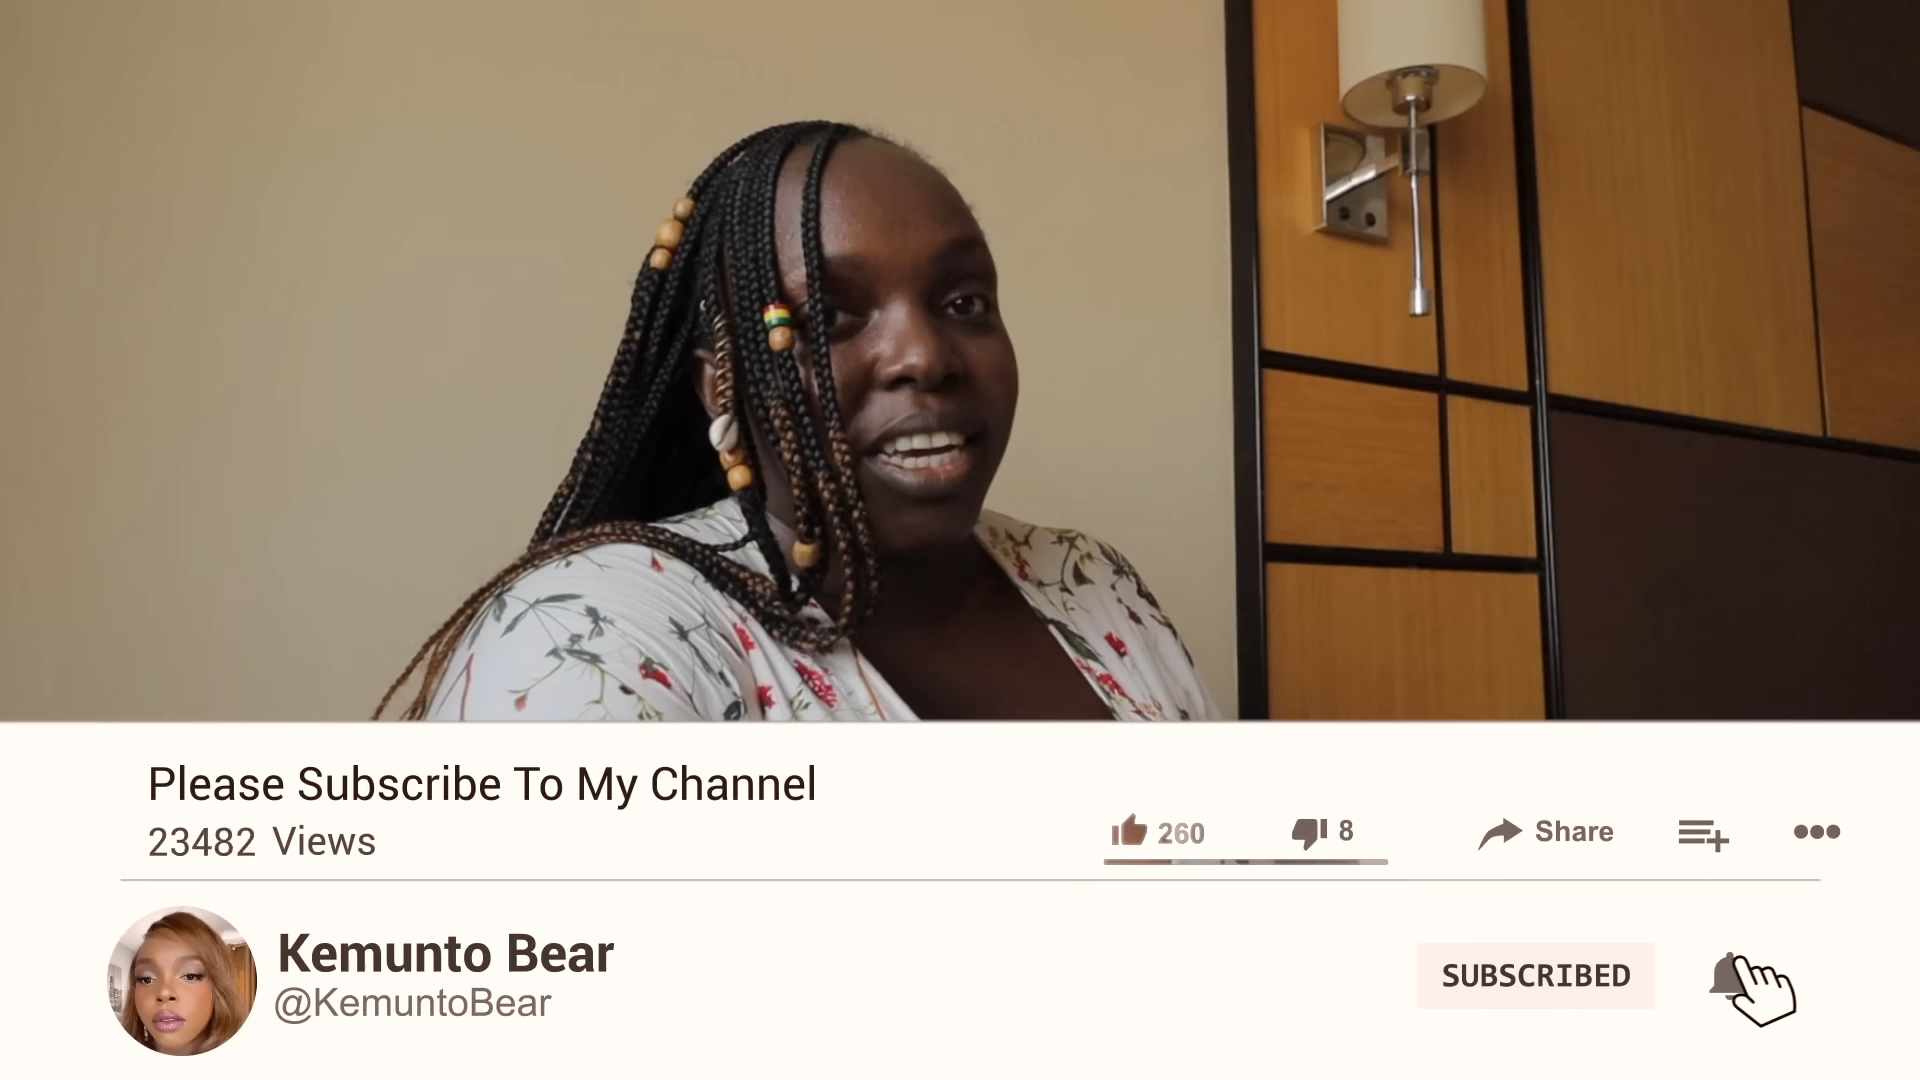 Please Subscribe To My Channel
23482 Views
260
8
Share
Kemunto Bear
@KemuntoBear
SUBSCRIBED